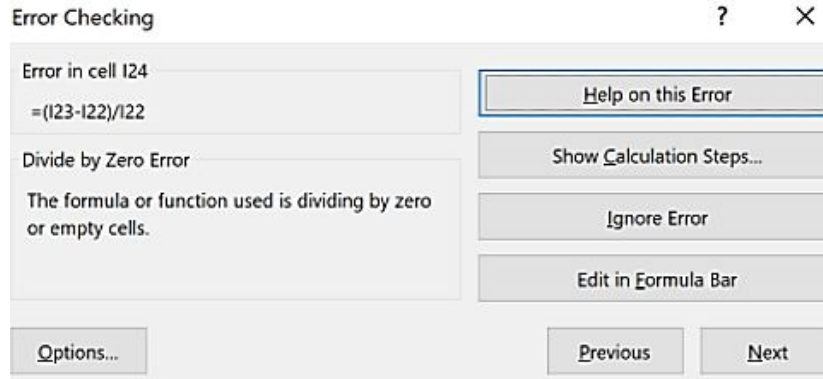 Error Checking
? ×
Error in cell I24
=(I23-I22)/I22
Help on this Error
Divide by Zero Error
The formula or function used is dividing by zero
or empty cells.
Show Calculation Steps...
Ignore Error
Edit in Formula Bar
Options...
Previous
Next